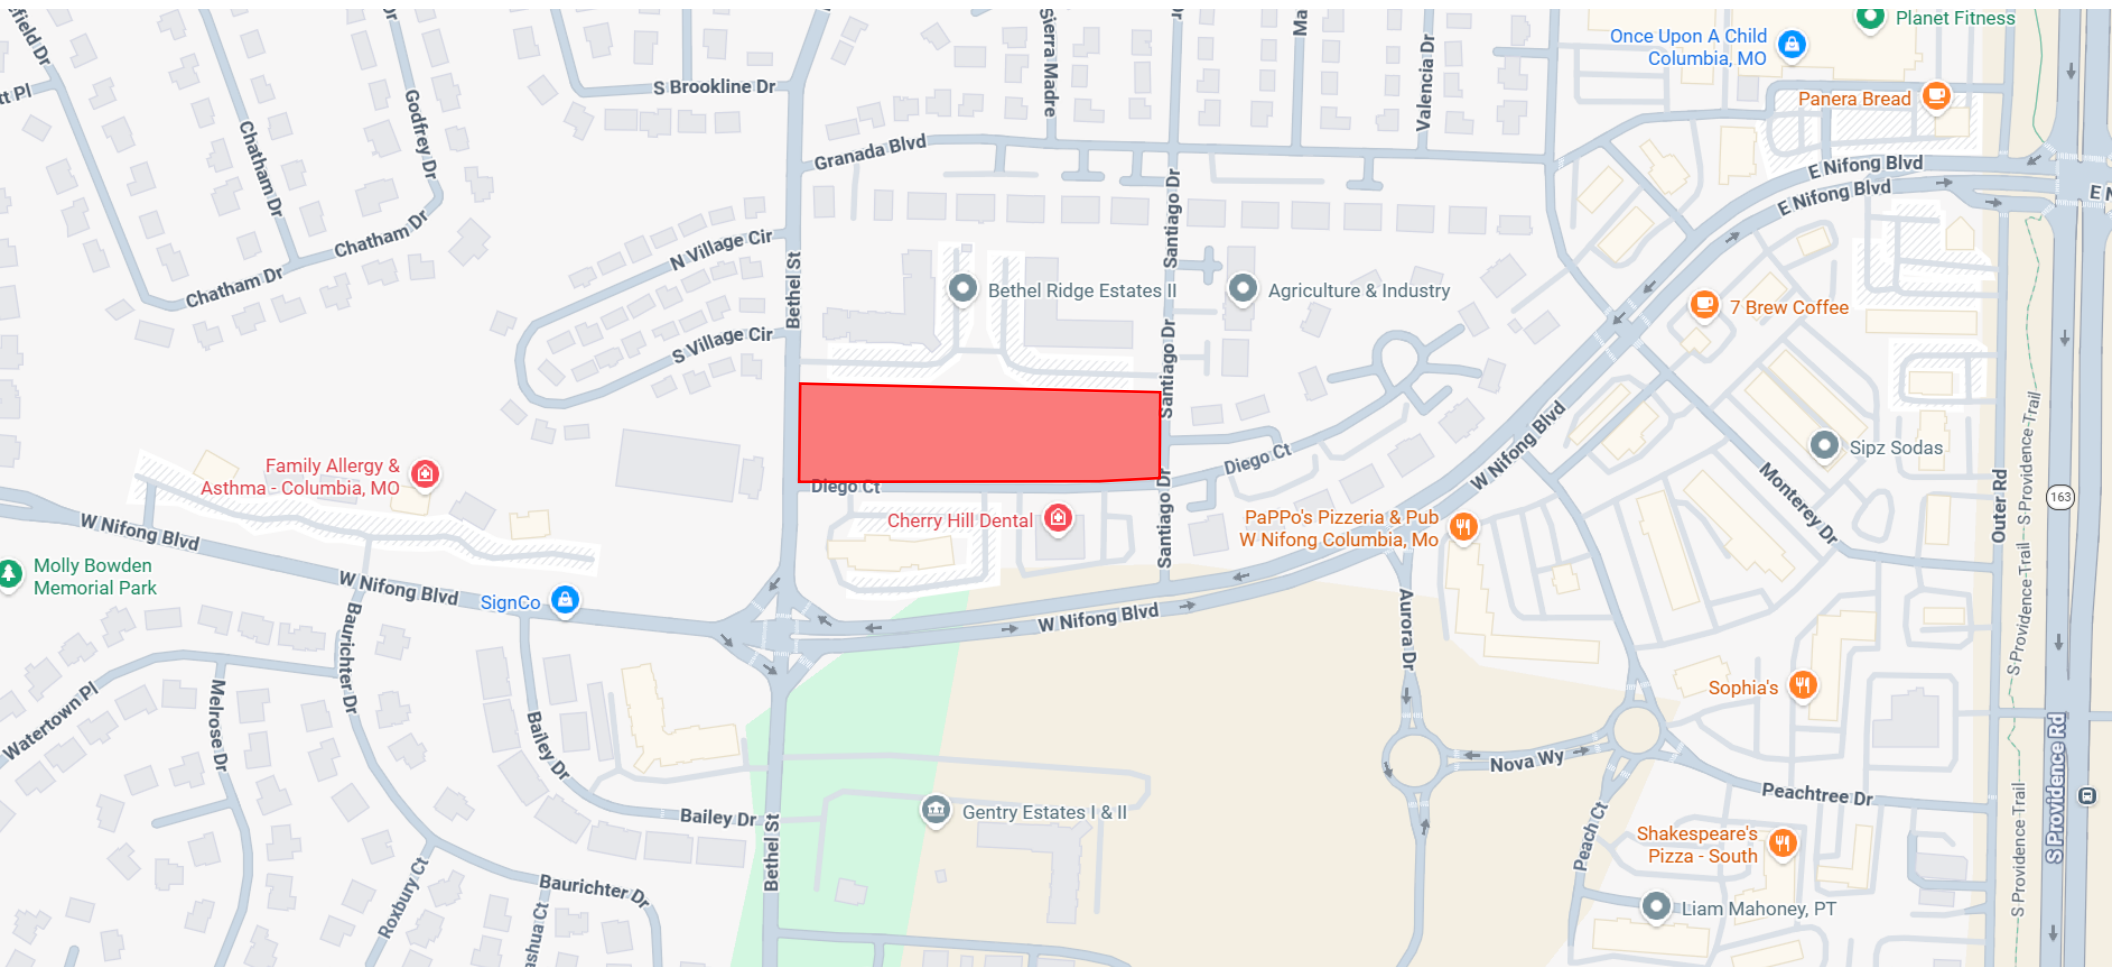 Planet Fitness
Once Upon A Child
Columbia, MO
Panera Bread
S Brookline Dr
Sierra Madre
Valencia Dr
Godfrey Dr
Chatham Dr
Granada Blvd
E Nifong Blvd
E Nifong Blvd
Santiago Dr
Chatham Dr
Chatham Dr
N Village Cir
Bethel St
Bethel Ridge Estates II
Agriculture & Industry
7 Brew Coffee
S Village Cir
Santiago Dr
W Nifong Blvd
S Providence Trail
Sipz Sodas
Family Allergy &
Asthma - Columbia, MO
Diego Ct
Diego Ct
Monterey Dr
163
Outer Rd
W Nifong Blvd
Cherry Hill Dental
Santiago Dr
PaPPo's Pizzeria & Pub
W Nifong Columbia, Mo
Molly Bowden
Memorial Park
W Nifong Blvd
SignCo
W Nifong Blvd
Baurichter Dr
Aurora Dr
S Providence Trail
Sophia's
Watertown Pl
Melrose Dr
Bailey Dr
Nova Wy
S Providence Rd
Peachtree Dr
Bailey Dr
Bethel St
Gentry Estates I & II
Peach Ct
Shakespeare's
Pizza - South
S Providence Trail
Roxbury Ct
Baurichter Dr
Liam Mahoney, PT